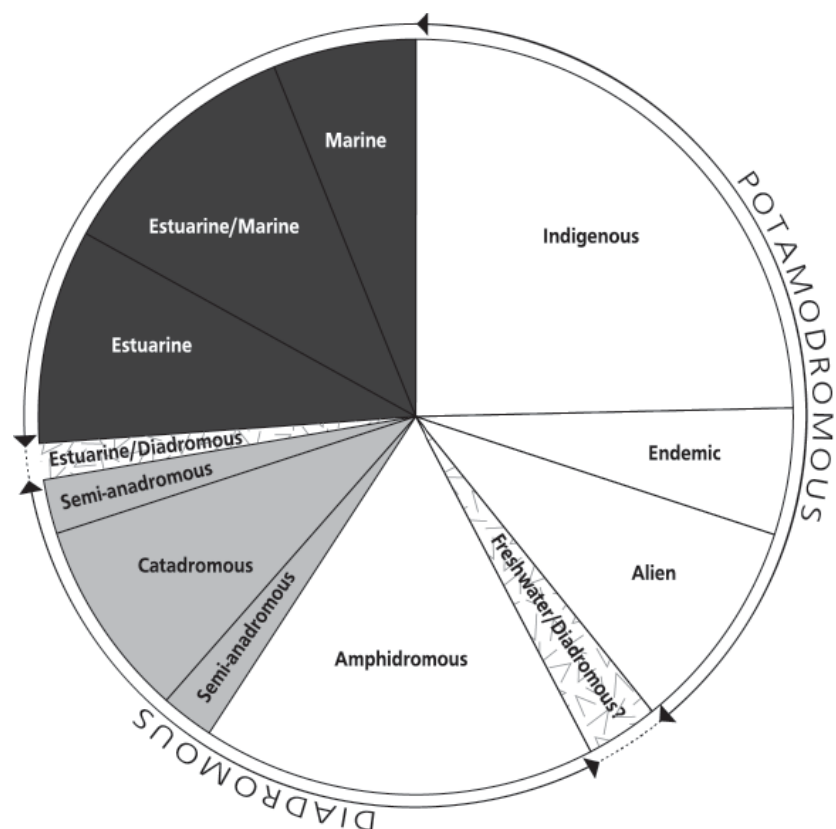 Marine
Indigenous
Estuarine/Marine
Estuarine
Estuarine/Diadromous
Semi-anadromous
Catadromous
Semi-anadromous
Amphidromous
Freshwater/Diadromous?
Alien
Endemic
POTAMODROMOUS
DIADROMOUS